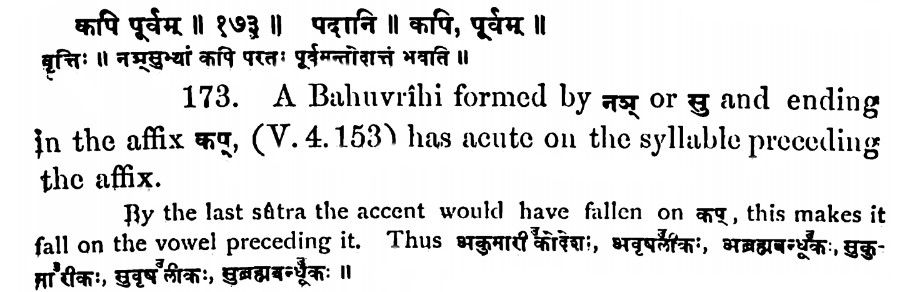 कपि पूर्वम् ॥ १७३ ॥ पदानि ॥ कपि, पूर्वम् ॥
वृत्तिः ॥ नञ्सुभ्यां कपि परतः पूर्वमन्तोदात्तं भवति ॥
173. A Bahuvrîhi formed by नञ् or सु and ending
in the affix कप्, (V. 4. 153) has acute on the syllable preceding
the affix.
By the last sûtra the accent would have fallen on कप्, this makes it
fall on the vowel preceding it. Thus अकुमारी॑कोदेशः, अवृषली॑कः, अब्रह्मबन्धू॑कः, सुकु-
मा॑रीकः, सुवृष॑लीकः, सुब्रह्मबन्धू॑कः ॥